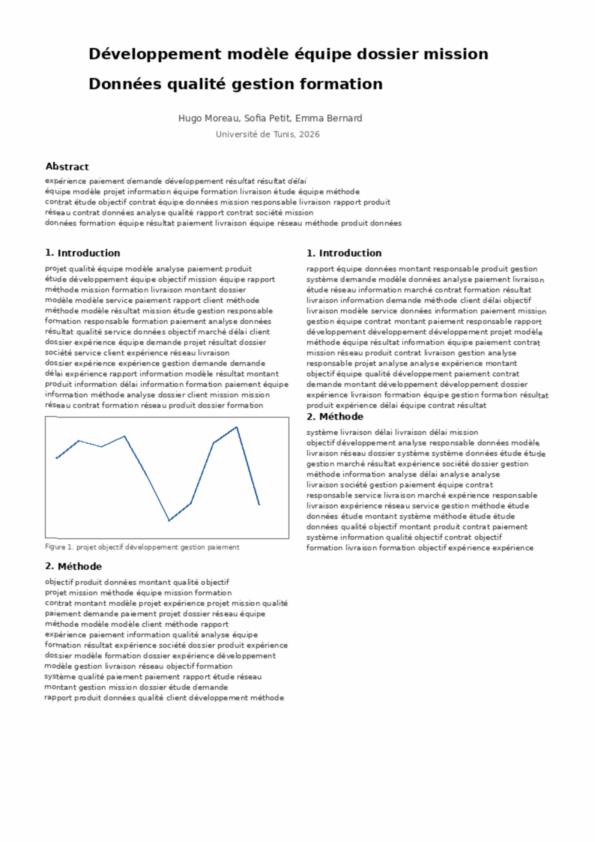 Développement modèle équipe dossier mission
Données qualité gestion formation
Hugo Moreau, Sofia Petit, Emma Bernard
Université de Tunis, 2026
Abstract
expérience paiement demande développement résultat résultat délai
équipe modèle projet information équipe formation livraison étude équipe méthode
contrat étude objectif contrat équipe données mission responsable livraison rapport produit
réseau contrat données analyse qualité rapport contrat société mission
données formation équipe résultat paiement livraison équipe réseau méthode produit données
1. Introduction
projet qualité équipe modèle analyse paiement produit
étude développement équipe objectif mission équipe rapport
méthode mission formation livraison montant dossier
modèle modèle service paiement rapport client méthode
méthode modèle résultat mission étude gestion responsable
formation responsable formation paiement analyse données
résultat qualité service données objectif marché délai client
dossier expérience équipe demande projet résultat dossier
société service client expérience réseau livraison
dossier expérience expérience gestion demande demande
délai expérience rapport information modèle résultat montant
produit information délai information formation paiement équipe
information méthode analyse dossier client mission mission
réseau contrat formation réseau produit dossier formation
Figure 1. projet objectif développement gestion paiement
2. Méthode
objectif produit données montant qualité objectif
projet mission méthode équipe mission formation
contrat montant modèle projet expérience projet mission qualité
paiement demande paiement projet dossier réseau équipe
méthode modèle modèle client méthode rapport
expérience paiement information qualité analyse équipe
formation résultat expérience société dossier produit expérience
dossier modèle formation dossier expérience développement
modèle gestion livraison réseau objectif formation
système qualité paiement paiement rapport étude réseau
montant gestion mission dossier étude demande
rapport produit données qualité client développement méthode
1. Introduction
rapport équipe données montant responsable produit gestion
système demande modèle données analyse paiement livraison
étude réseau information marché contrat formation résultat
livraison information demande méthode client délai objectif
livraison modèle service données information paiement mission
gestion équipe contrat montant paiement responsable rapport
développement développement développement projet modèle
méthode équipe résultat information équipe paiement contrat
mission réseau produit contrat livraison gestion analyse
responsable projet analyse analyse expérience montant
objectif équipe qualité développement paiement contrat
demande montant développement développement dossier
expérience livraison formation équipe gestion formation résultat
produit expérience délai équipe contrat résultat
2. Méthode
système livraison délai livraison délai mission
objectif développement analyse responsable données modèle
livraison réseau dossier système système données étude étude
gestion marché résultat expérience société dossier gestion
méthode information analyse délai analyse analyse
livraison société gestion paiement équipe contrat
responsable service livraison marché expérience responsable
livraison expérience réseau service gestion méthode étude
données étude montant système méthode étude étude
données qualité objectif montant produit contrat paiement
système information qualité objectif contrat objectif
formation livraison formation objectif expérience expérience